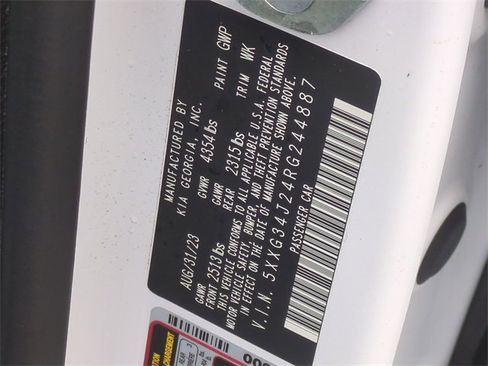 MANUFACTURED BY
KIA GEORGIA, INC.
AUG/31/23 GVWR 4354 lbs PAINT GWP
GAWR FRONT 2513 lbs GAWR REAR 2315 lbs TRIM WK
THIS VEHICLE CONFORMS TO ALL APPLICABLE U.S.A. FEDERAL
MOTOR VEHICLE SAFETY, BUMPER, AND THEFT PREVENTION STANDARDS
IN EFFECT ON THE DATE OF MANUFACTURE SHOWN ABOVE.
V.I.N. 5XXG34J24RG244887
PASSENGER CAR
CHARGEMENT
REAR